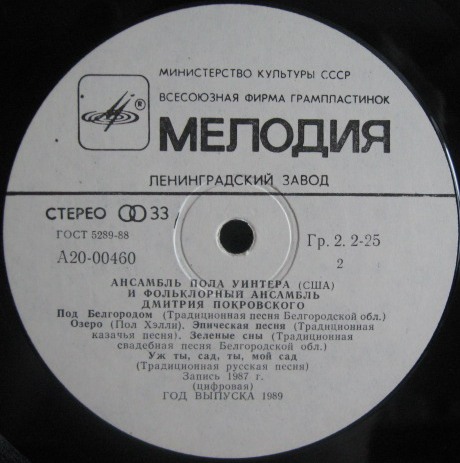 МИНИСТЕРСТВО КУЛЬТУРЫ СССР
ВСЕСОЮЗНАЯ ФИРМА ГРАМПЛАСТИНОК
®
МЕЛОДИЯ
ЛЕНИНГРАДСКИЙ ЗАВОД
СТЕРЕО 33
ГОСТ 5289-88
Гр. 2. 2-25
А20-00460
2
АНСАМБЛЬ ПОЛА УИНТЕРА (США)
И ФОЛЬКЛОРНЫЙ АНСАМБЛЬ
ДМИТРИЯ ПОКРОВСКОГО
Под Белгородом (Традиционная песня Белгородской обл.)
Озеро (Пол Хэлли). Эпическая песня (Традиционная
казачья песня). Зеленые сны (Традиционная
свадебная песня Белгородской обл.)
Уж ты, сад, ты, мой сад
(Традиционная русская песня)
Запись 1987 г.
(цифровая)
ГОД ВЫПУСКА 1989